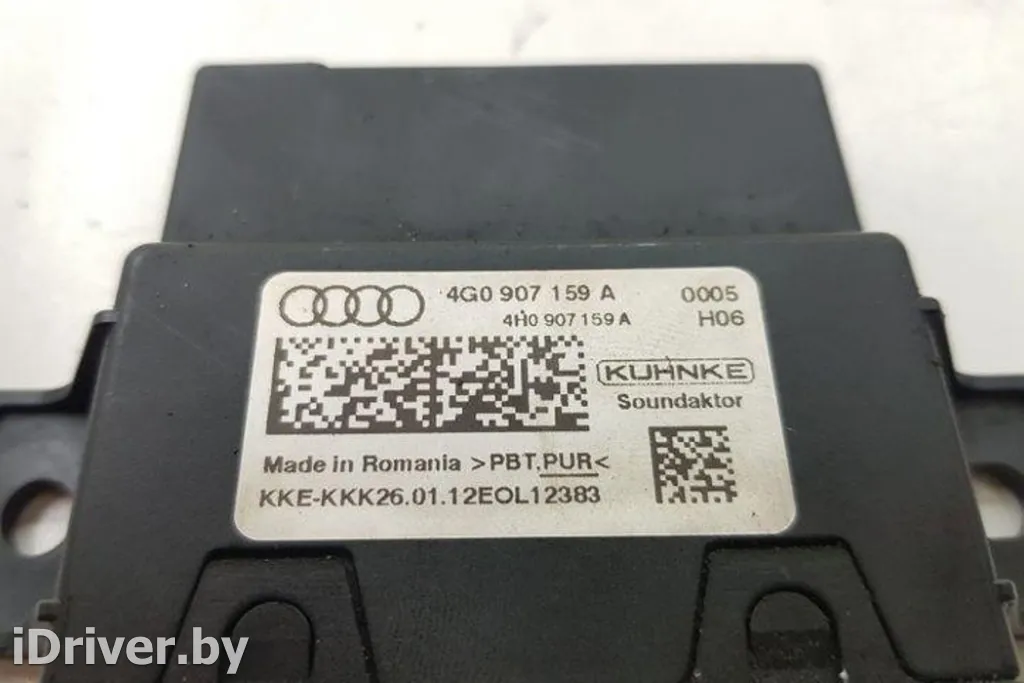 4G0 907 159 A 0005
4H0 907 159 A H06
KUHNKE
Soundaktor
Made in Romania >PBT,PUR<
KKE-KKK26.01.12EOL12383
iDriver.by